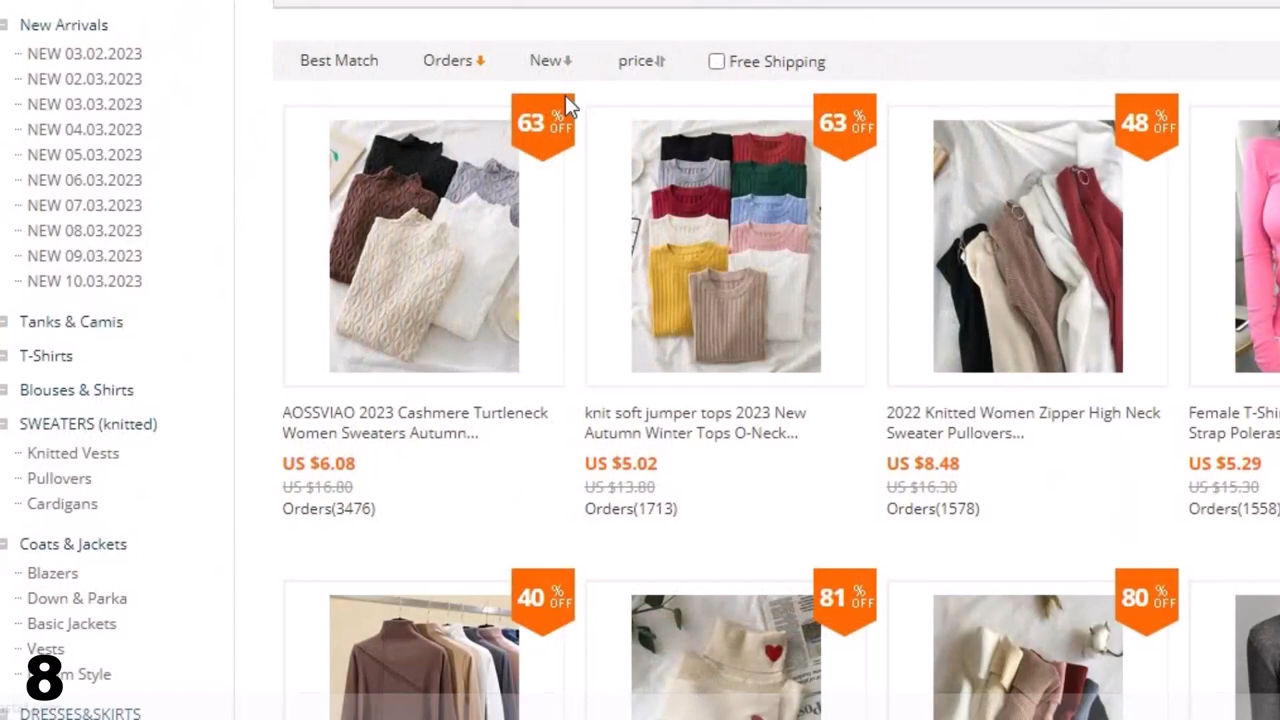 New Arrivals
NEW 03.02.2023
NEW 02.03.2023
NEW 03.03.2023
NEW 04.03.2023
NEW 05.03.2023
NEW 06.03.2023
NEW 07.03.2023
NEW 08.03.2023
NEW 09.03.2023
NEW 10.03.2023
Tanks & Camis
T-Shirts
Blouses & Shirts
SWEATERS (knitted)
Knitted Vests
Pullovers
Cardigans
Coats & Jackets
Blazers
Down & Parka
Basic Jackets
Vests
m Style
DRESSES&SKIRTS
8
Best Match Orders New price Free Shipping
63 % OFF
63 % OFF
48 % OFF
AOSSVIAO 2023 Cashmere Turtleneck
Women Sweaters Autumn...
US $6.08
US $16.80
Orders(3476)
knit soft jumper tops 2023 New
Autumn Winter Tops O-Neck...
US $5.02
US $13.80
Orders(1713)
2022 Knitted Women Zipper High Neck
Sweater Pullovers...
US $8.48
US $16.30
Orders(1578)
Female T-Shi
Strap Poleras
US $5.29
US $15.30
Orders(1558)
40 % OFF
81 % OFF
80 % OFF